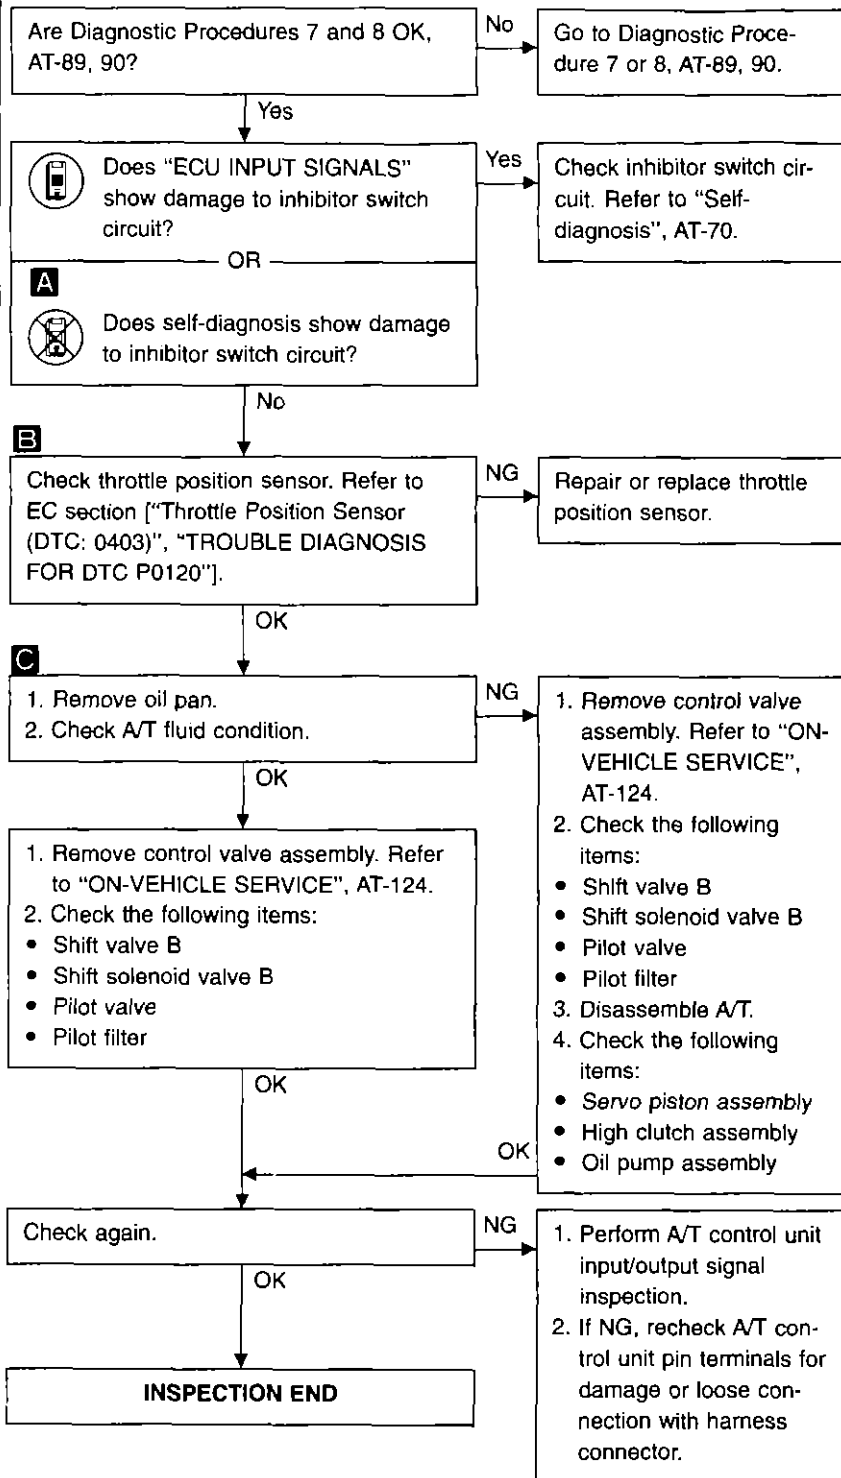 Are Diagnostic Procedures 7 and 8 OK,
AT-89, 90?
No
Go to Diagnostic Proce-
dure 7 or 8, AT-89, 90.
Yes
Does "ECU INPUT SIGNALS"
show damage to inhibitor switch
circuit?
Yes
Check inhibitor switch cir-
cuit. Refer to "Self-
diagnosis", AT-70.
OR
A
Does self-diagnosis show damage
to inhibitor switch circuit?
No
B
Check throttle position sensor. Refer to
EC section ["Throttle Position Sensor
(DTC: 0403)", "TROUBLE DIAGNOSIS
FOR DTC P0120"].
NG
Repair or replace throttle
position sensor.
OK
C
1. Remove oil pan.
2. Check A/T fluid condition.
NG
1. Remove control valve
assembly. Refer to "ON-
VEHICLE SERVICE",
AT-124.
2. Check the following
items:
• Shift valve B
• Shift solenoid valve B
• Pilot valve
• Pilot filter
3. Disassemble A/T.
4. Check the following
items:
• Servo piston assembly
• High clutch assembly
• Oil pump assembly
OK
1. Remove control valve assembly. Refer
to "ON-VEHICLE SERVICE", AT-124.
2. Check the following items:
• Shift valve B
• Shift solenoid valve B
• Pilot valve
• Pilot filter
OK
OK
Check again.
NG
1. Perform A/T control unit
input/output signal
inspection.
2. If NG, recheck A/T con-
trol unit pin terminals for
damage or loose con-
nection with harness
connector.
OK
INSPECTION END